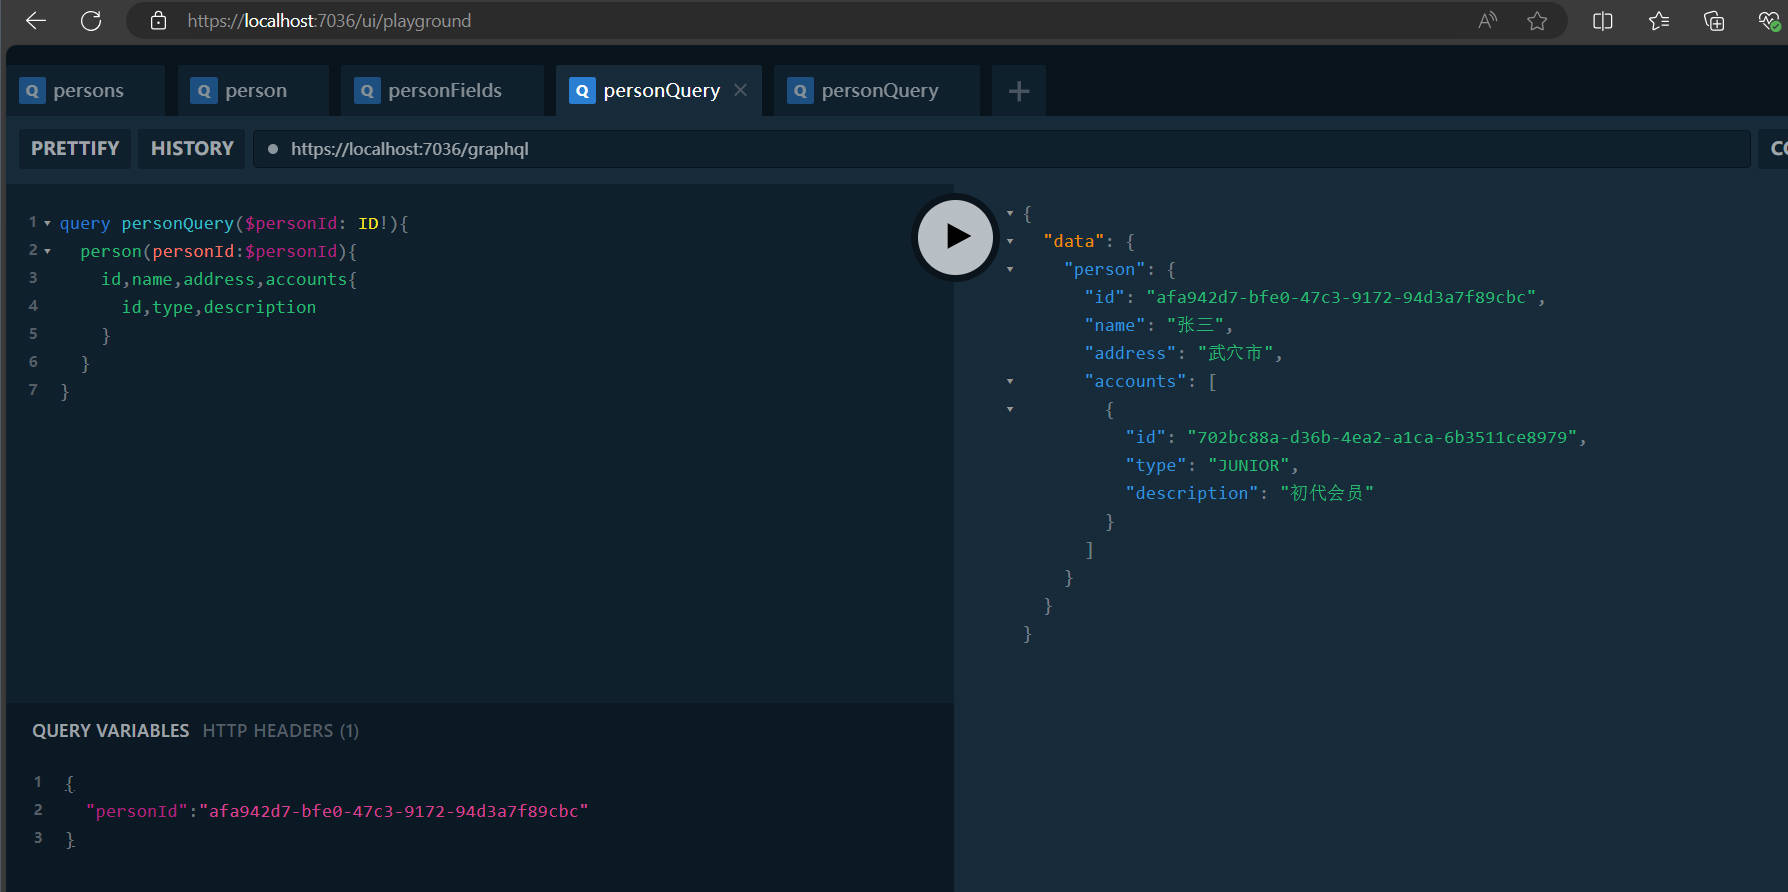 https://localhost:7036/ui/playground
Q persons
Q person
Q personFields
Q personQuery
Q personQuery
PRETTIFY HISTORY https://localhost:7036/graphql
1 query personQuery($personId: ID!){
2 person(personId:$personId){
3 id,name,address,accounts{
4 id,type,description
5 }
6 }
7 }
{
"data": {
"person": {
"id": "afa942d7-bfe0-47c3-9172-94d3a7f89cbc",
"name": "张三",
"address": "武穴市",
"accounts": [
{
"id": "702bc88a-d36b-4ea2-a1ca-6b3511ce8979",
"type": "JUNIOR",
"description": "初代会员"
}
]
}
}
}
QUERY VARIABLES HTTP HEADERS (1)
1 {
2 "personId":"afa942d7-bfe0-47c3-9172-94d3a7f89cbc"
3 }